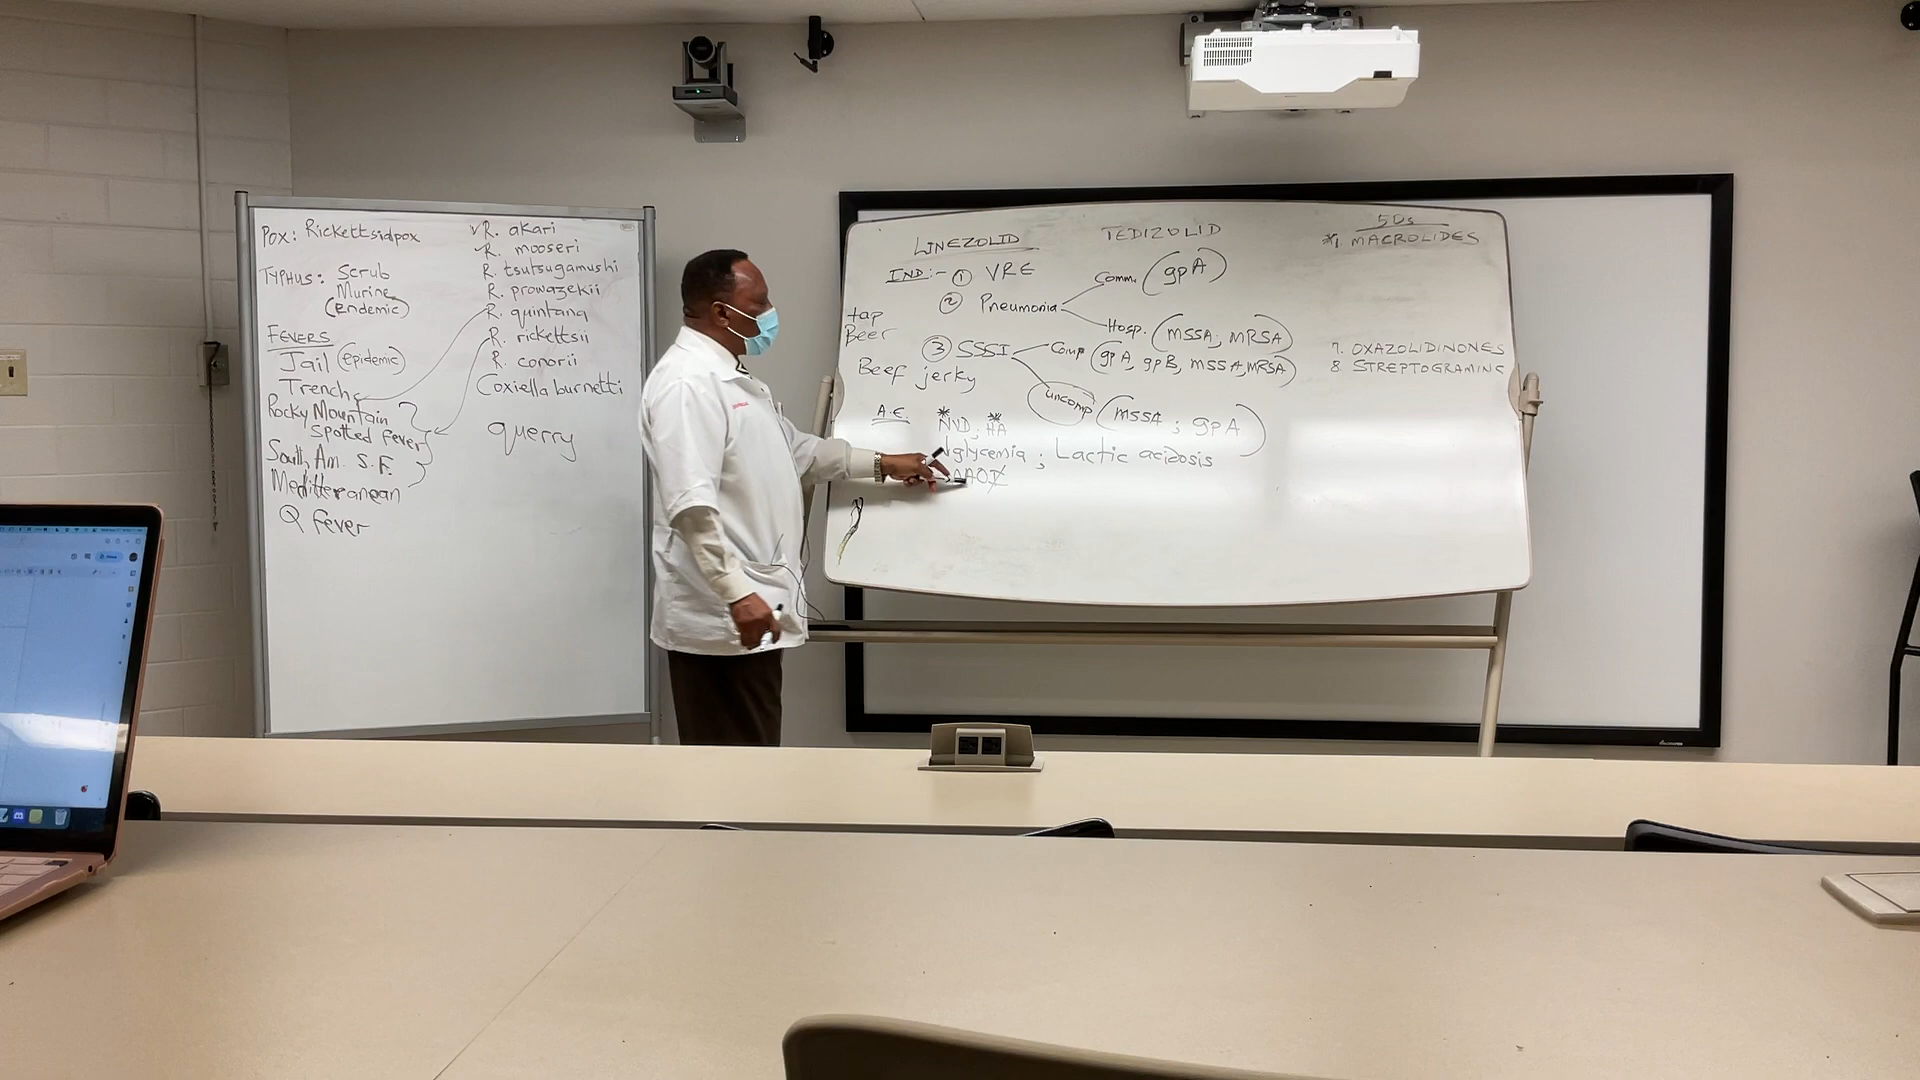 POX: Rickettsialpox
TYPHUS: Scrub
Murine
(Endemic)
FEVERS
Jail (epidemic)
Trench
Rocky Mountain
Spotted Fever
South Am. S.F.
Mediterranean
Q fever
R. akari
R. mooseri
R. tsutsugamushi
R. prowazekii
R. quintana
R. rickettsii
R. conorii
Coxiella burnetti
querry
LINEZOLID
IND:- ① VRE
② Pneumonia
Comm. (gpA)
Hosp. (MSSA, MRSA)
③ SSSI
Comp (gpA, gpB, MSSA, MRSA)
uncomp (MSSA; gpA)
tap
Beer
Beef jerky
A.E. *NVD; *HA
glycemia; Lactic acidosis
TEDIZOLID
50s
*1. MACROLIDES
7. OXAZOLIDINONES
8. STREPTOGRAMINS